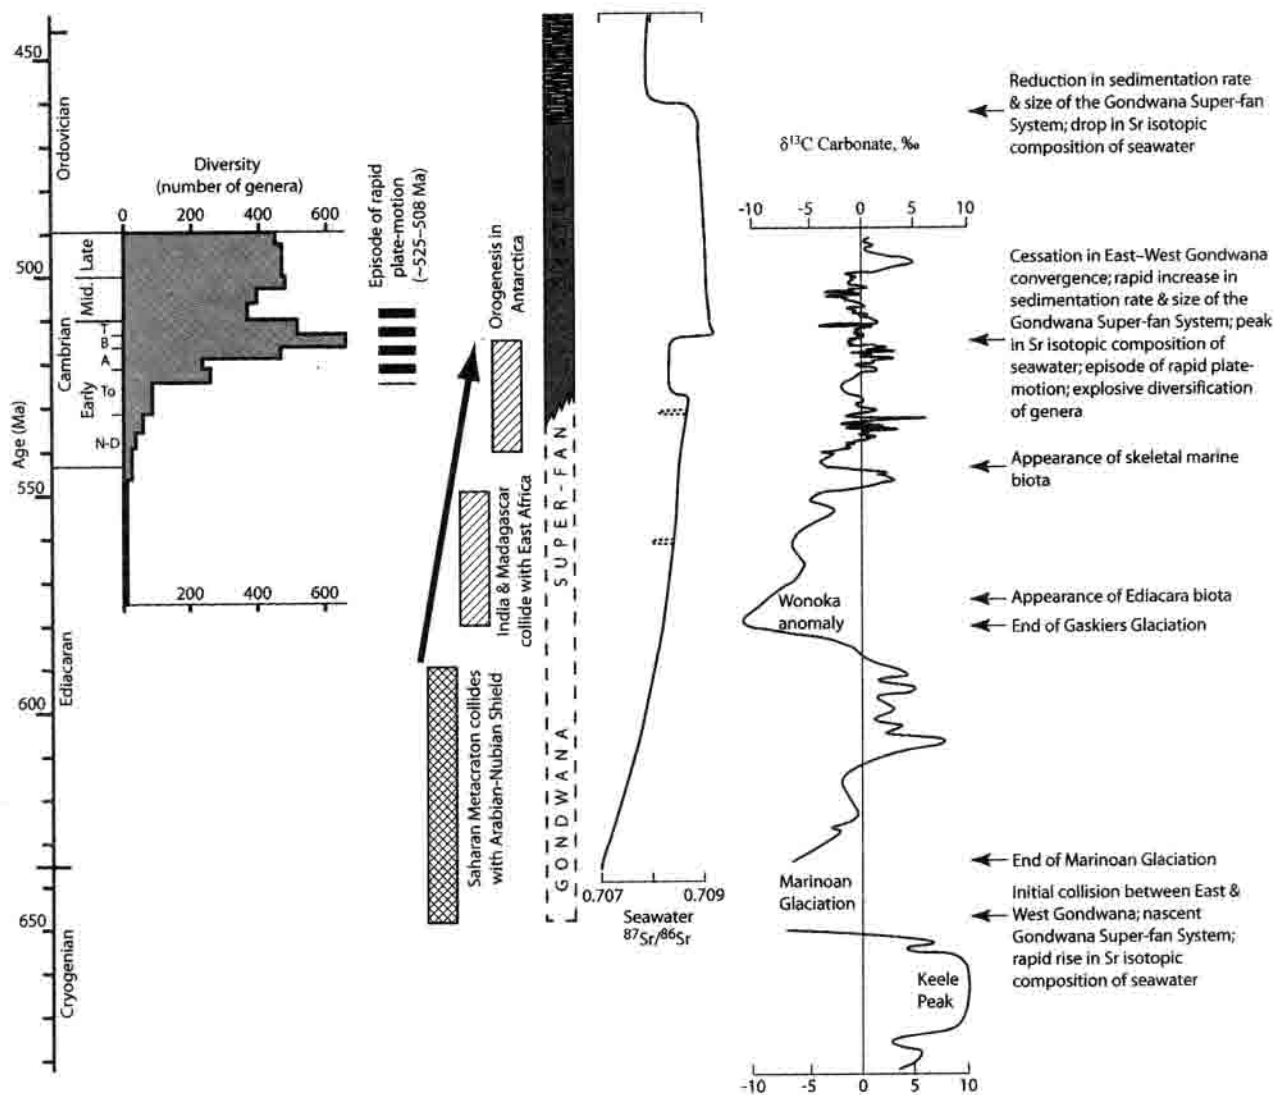 450
500
550
600
650
Age (Ma)
Ordovician
Cambrian
Ediacaran
Cryogenian
Late
Mid.
Early
T
B
A
To
N-D
Diversity
(number of genera)
0 200 400 600
200 400 600
Episode of rapid
plate-motion
(~525–508 Ma)
Orogenesis in
Antarctica
India & Madagascar
collide with East Africa
Saharan Metacraton collides
with Arabian-Nubian Shield
GONDWANA SUPER-FAN SYSTEM
0.707 0.709
Seawater
⁸⁷Sr/⁸⁶Sr
δ¹³C Carbonate, ‰
-10 -5 0 5 10
Wonoka
anomaly
Marinoan
Glaciation
Keele
Peak
-10 -5 0 5 10
Reduction in sedimentation rate
& size of the Gondwana Super-fan
System; drop in Sr isotopic
composition of seawater
Cessation in East–West Gondwana
convergence; rapid increase in
sedimentation rate & size of the
Gondwana Super-fan System; peak
in Sr isotopic composition of
seawater; episode of rapid plate-
motion; explosive diversification
of genera
Appearance of skeletal marine
biota
Appearance of Ediacara biota
End of Gaskiers Glaciation
End of Marinoan Glaciation
Initial collision between East &
West Gondwana; nascent
Gondwana Super-fan System;
rapid rise in Sr isotopic
composition of seawater